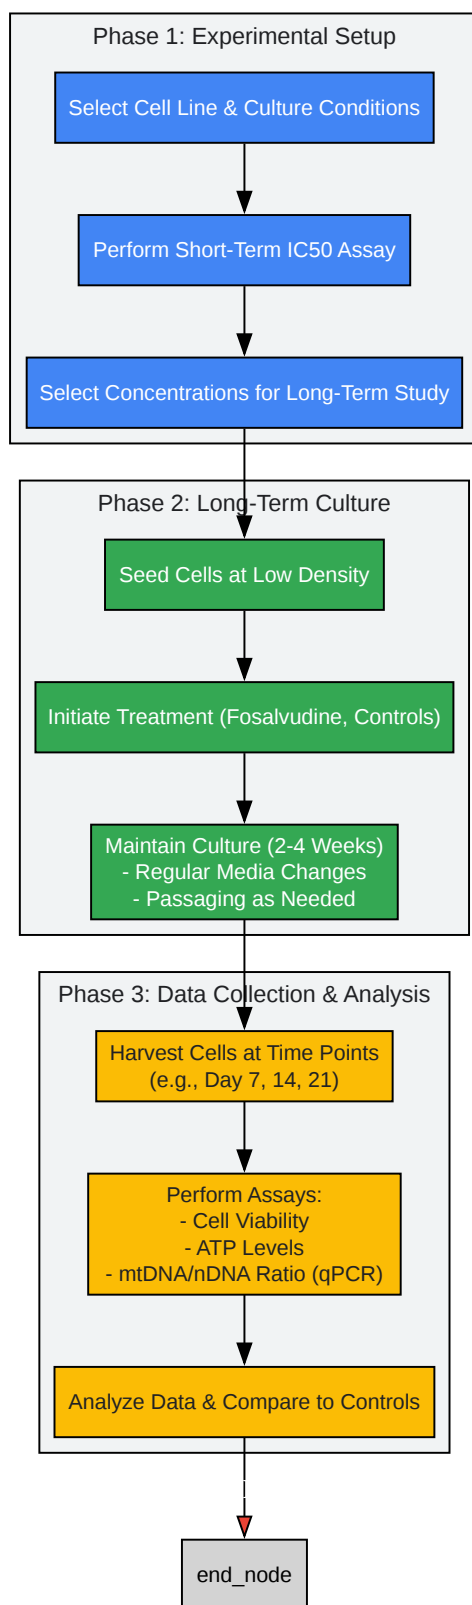 Phase 1: Experimental Setup
Select Cell Line & Culture Conditions
Perform Short-Term IC50 Assay
Select Concentrations for Long-Term Study
Phase 2: Long-Term Culture
Seed Cells at Low Density
Initiate Treatment (Fosalvudine, Controls)
Maintain Culture (2-4 Weeks)
- Regular Media Changes
- Passaging as Needed
Phase 3: Data Collection & Analysis
Harvest Cells at Time Points
(e.g., Day 7, 14, 21)
Perform Assays:
- Cell Viability
- ATP Levels
- mtDNA/nDNA Ratio (qPCR)
Analyze Data & Compare to Controls
end_node